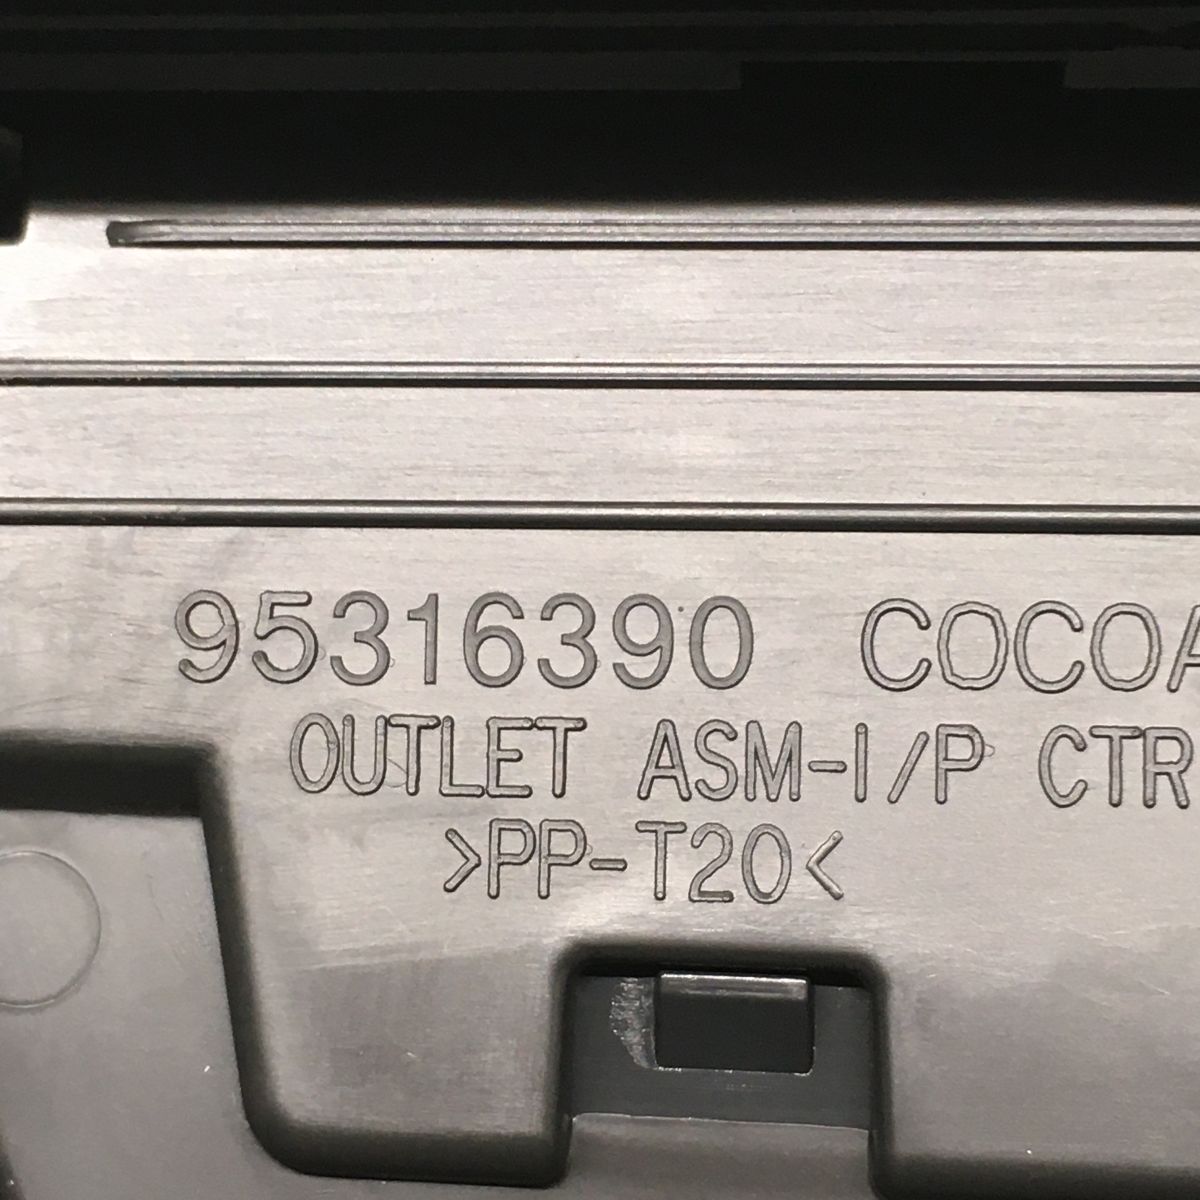 95316390 COCOA
OUTLET ASM-I/P CTR
>PP-T20<